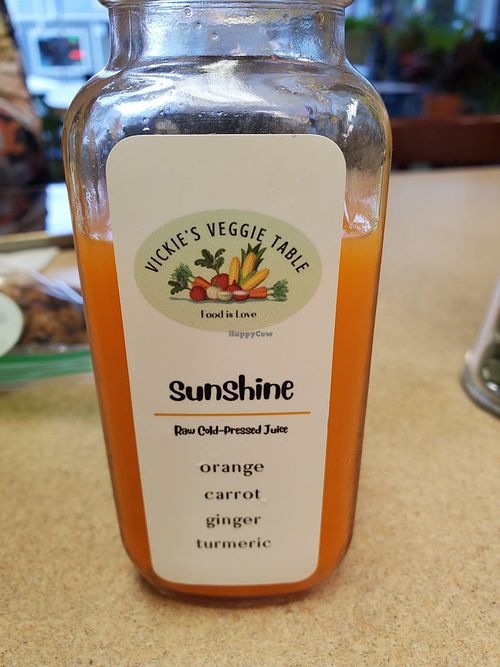 VICKIE'S VEGGIE TABLE
Food is Love
HappyCow
sunshine
Raw Cold-Pressed Juice
orange
carrot
ginger
turmeric